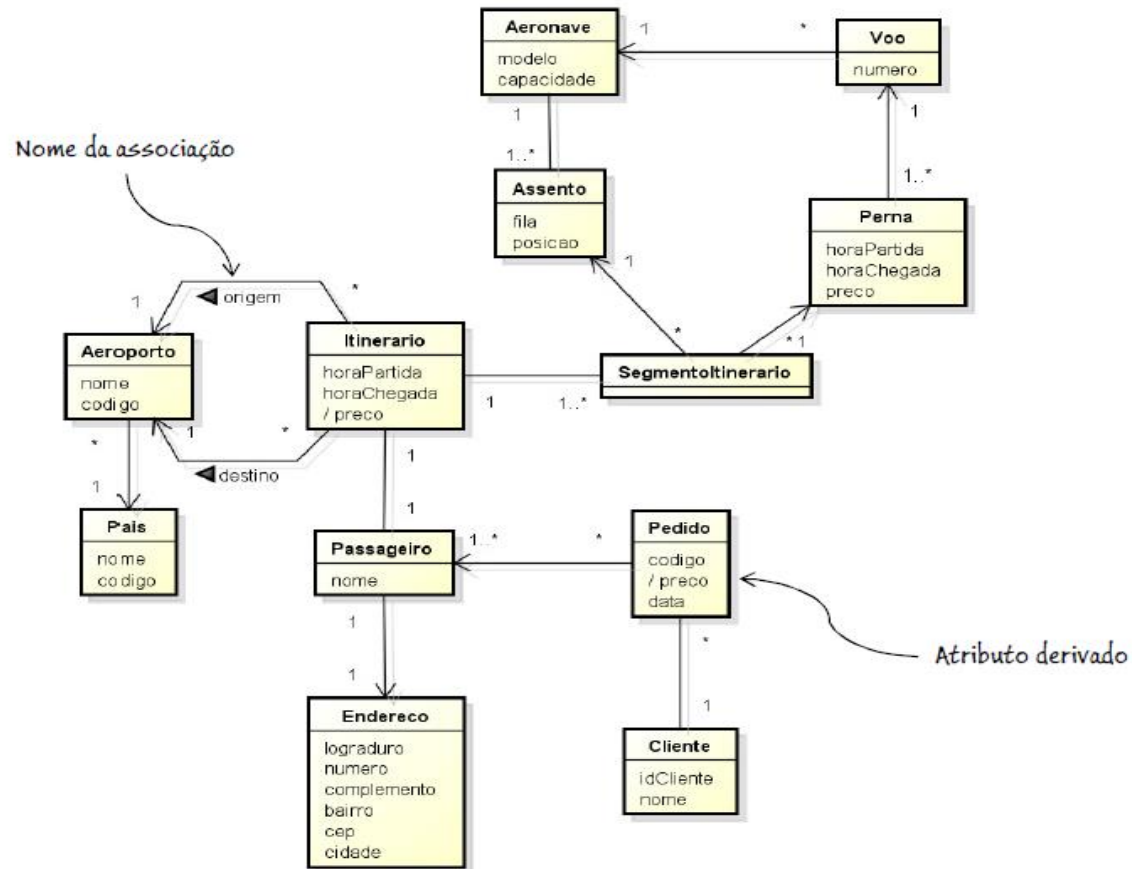 Aeronave
modelo
capacidade
1
*
Voo
numero
1
1..*
1
1..*
Nome da associação
Assento
fila
posicao
Perna
horaPartida
horaChegada
preco
1
*
* 1
origem
1
*
Aeroporto
nome
codigo
Itinerario
horaPartida
horaChegada
/ preco
SegmentoItinerario
1
1..*
1
*
destino
*
1
Pais
nome
codigo
1
1
Passageiro
nome
1..*
*
Pedido
codigo
/ preco
data
Atributo derivado
1
1
*
1
Endereco
lograduro
numero
complemento
bairro
cep
cidade
Cliente
idCliente
nome